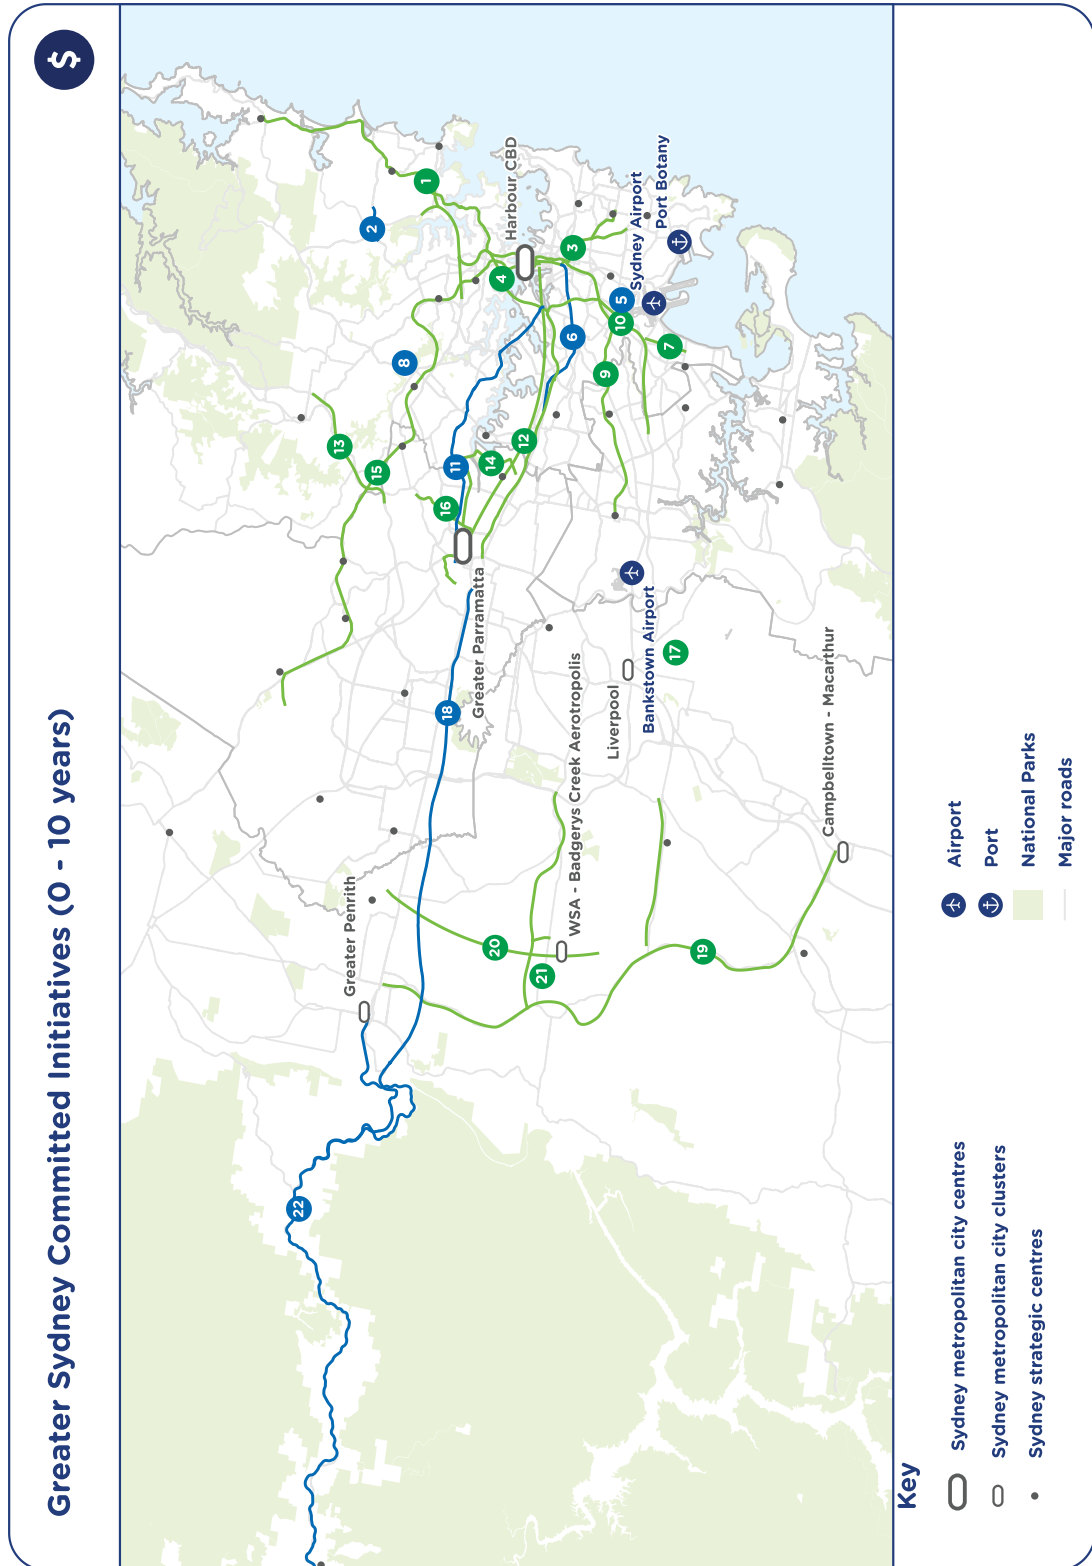 Greater Sydney Committed Initiatives (0 - 10 years)
$
22
18
Greater Penrith
20
21
WSA - Badgerys Creek Aerotropolis
19
Campbelltown - Macarthur
Liverpool
17
Bankstown Airport
Greater Parramatta
16
11
14
12
15
13
8
9
7
10
5
6
4
3
2
1
Harbour CBD
Sydney Airport
Port Botany
Key
Sydney metropolitan city centres
Sydney metropolitan city clusters
Sydney strategic centres
Airport
Port
National Parks
Major roads